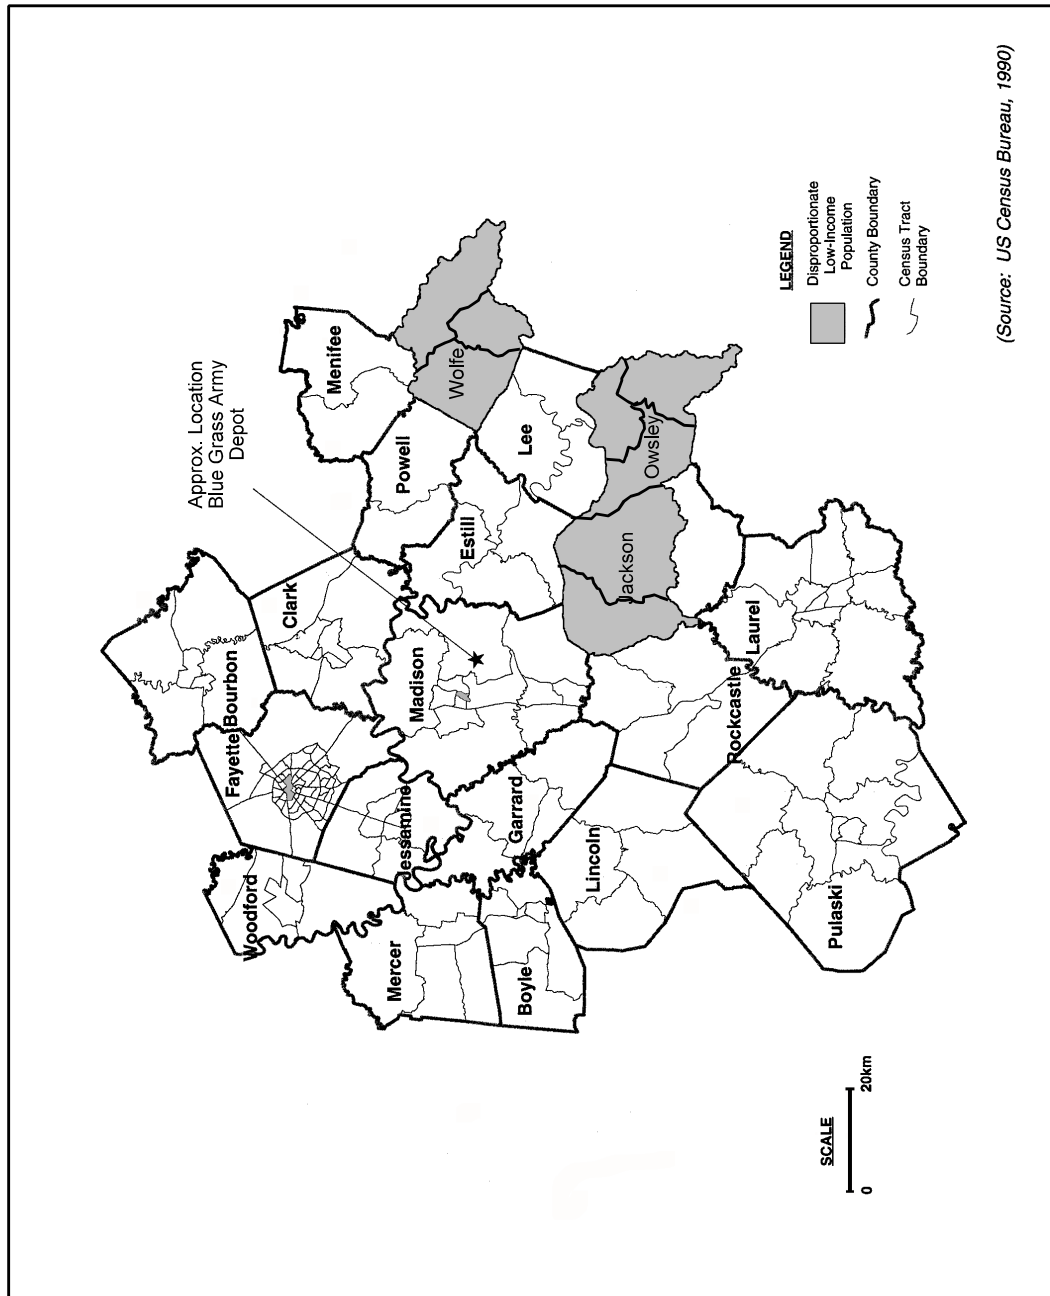 Approx. Location
Blue Grass Army
Depot
Menifee
Wolfe
Powell
Lee
Owsley
Estill
Jackson
Clark
Bourbon
Fayette
Madison
Laurel
Rockcastle
Woodford
Jessamine
Garrard
Lincoln
Mercer
Boyle
Pulaski
LEGEND
Disproportionate
Low-Income
Population
County Boundary
Census Tract
Boundary
SCALE
0
20km
(Source: US Census Bureau, 1990)